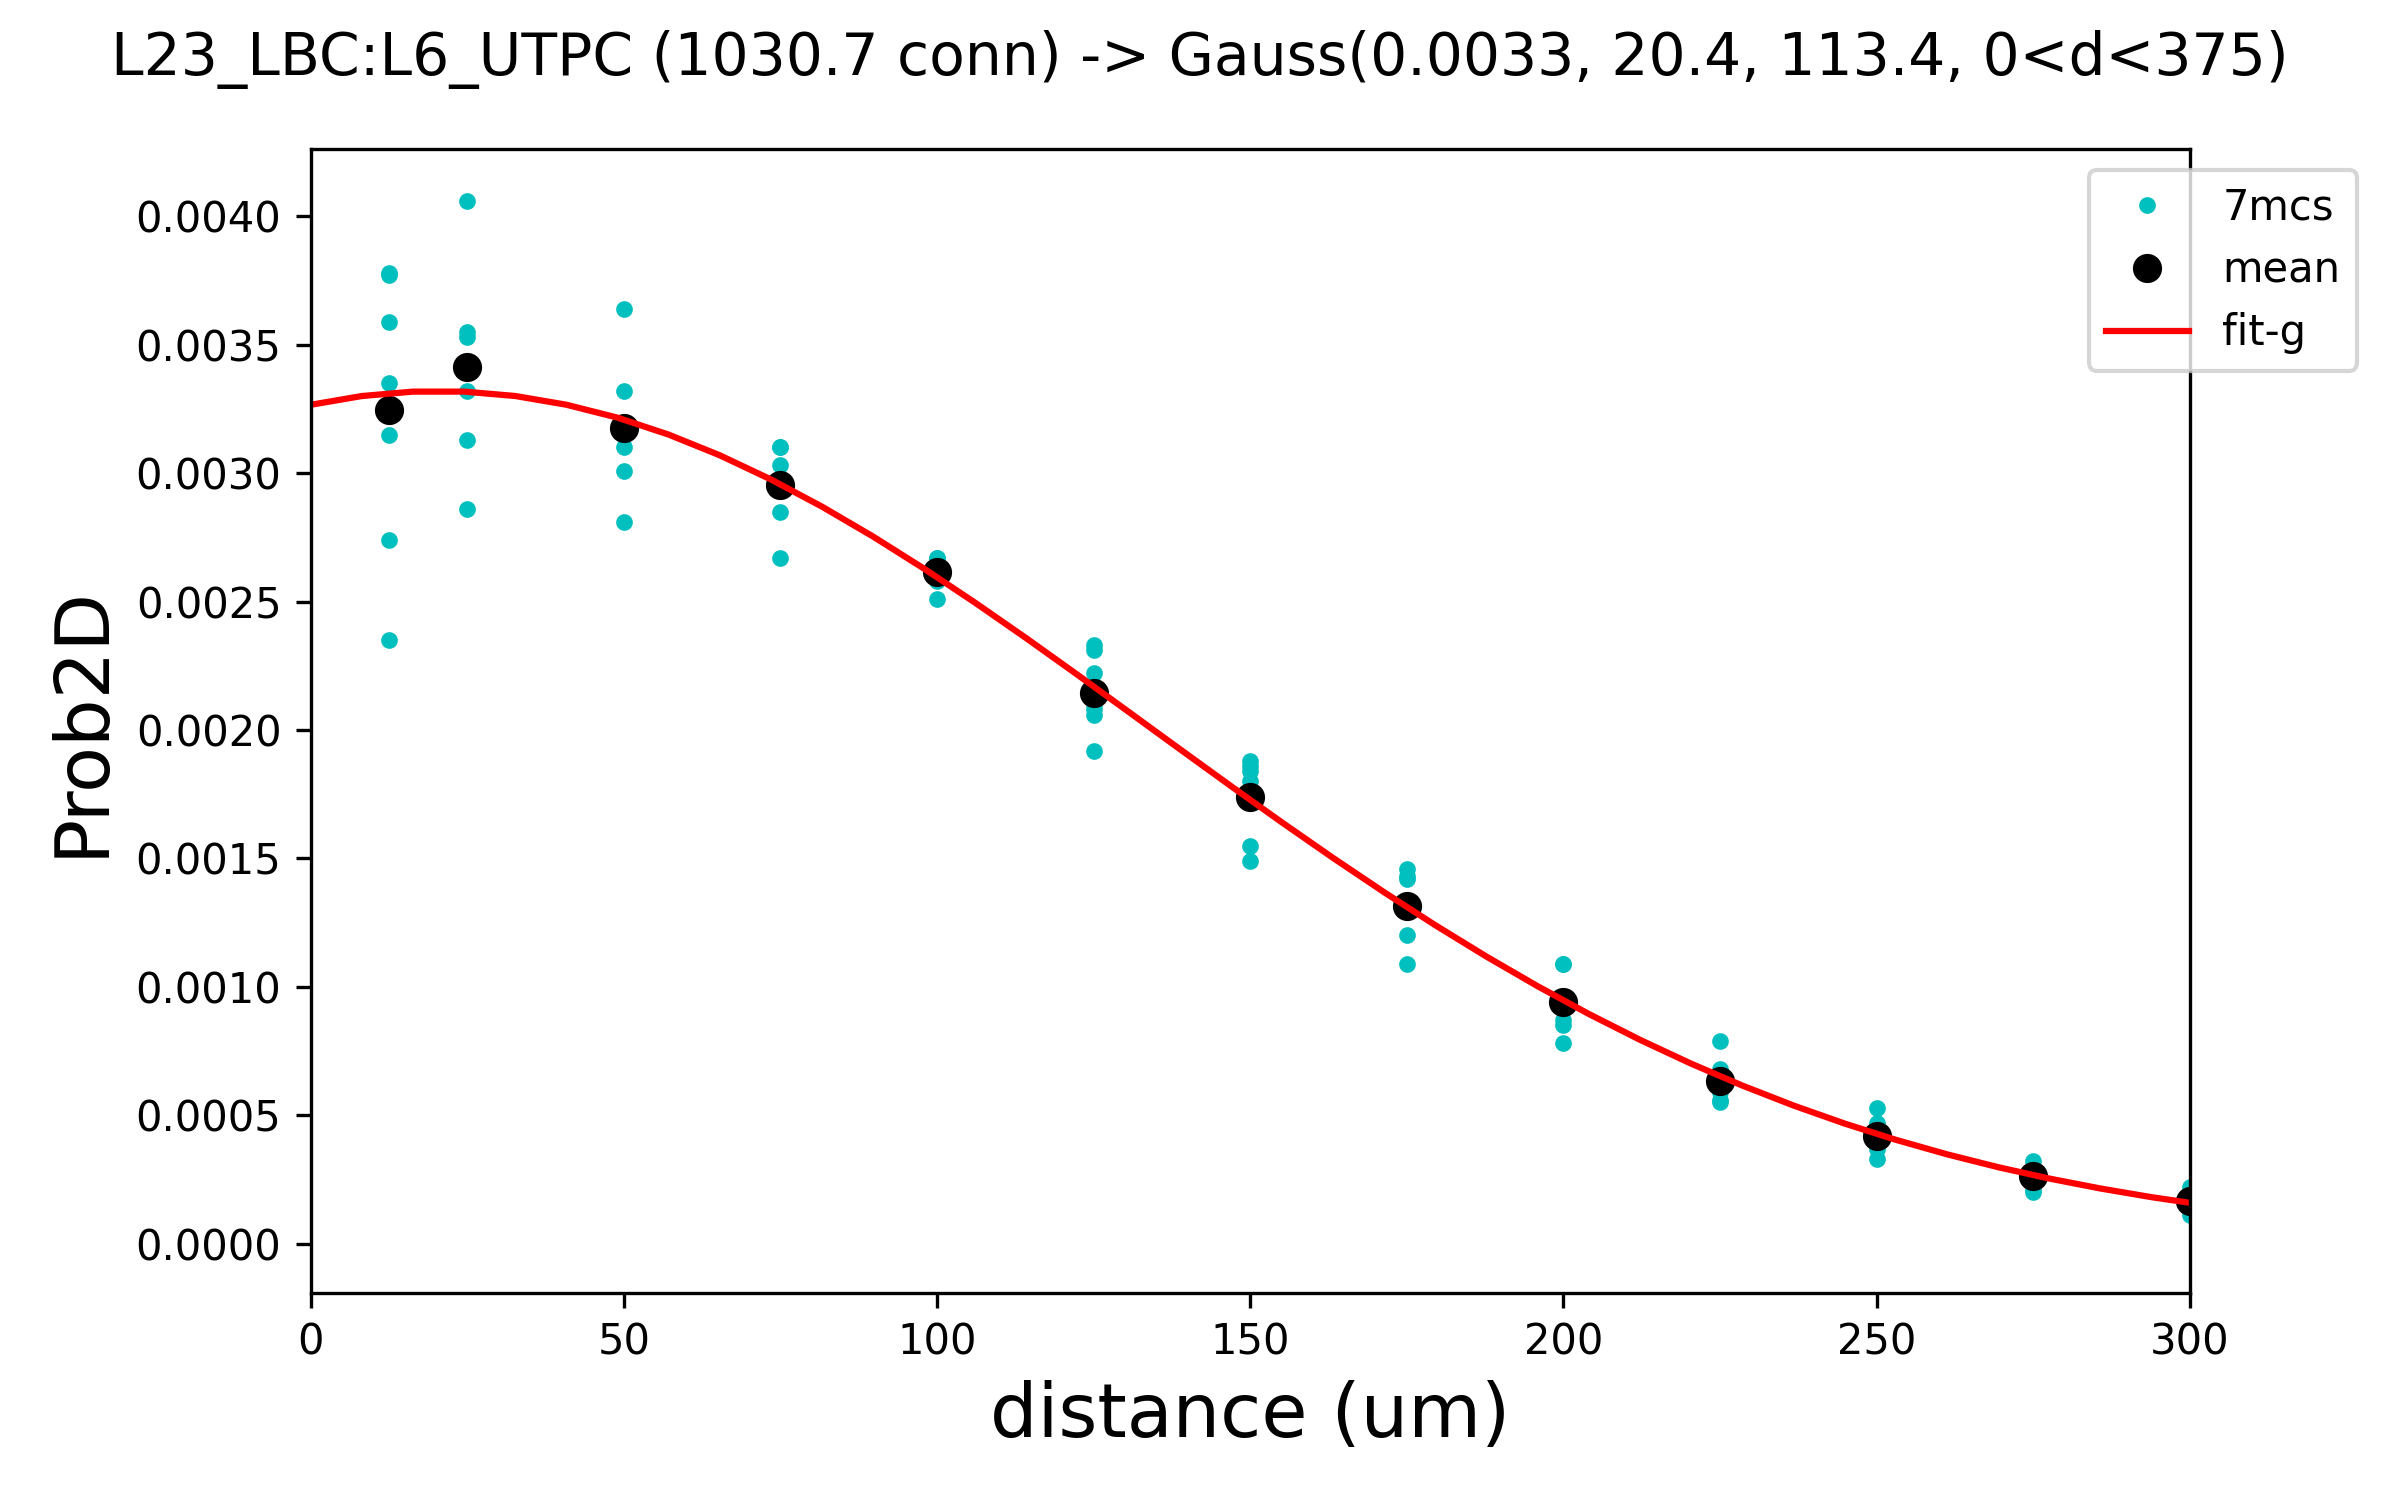 L23_LBC:L6_UTPC (1030.7 conn) -> Gauss(0.0033, 20.4, 113.4, 0<d<375)
7mcs
mean
fit-g
0.0040
0.0035
0.0030
0.0025
0.0020
0.0015
0.0010
0.0005
0.0000
Prob2D
0 50 100 150 200 250 300
distance (um)